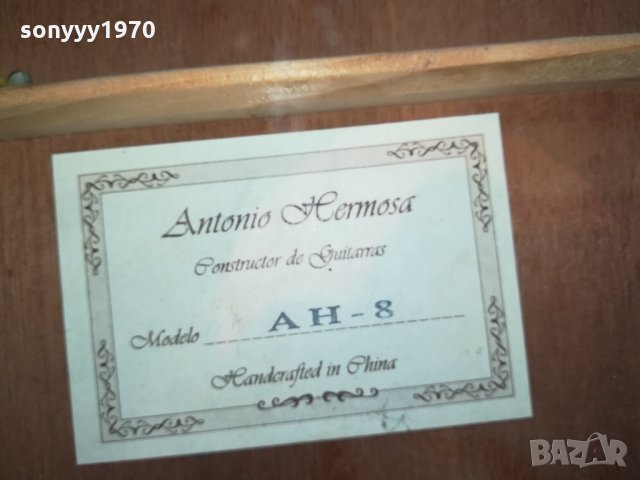 sonyyy1970
Antonio Hermosa
Constructor de Guitarras
Modelo AH-8
Handcrafted in China
BAZAR